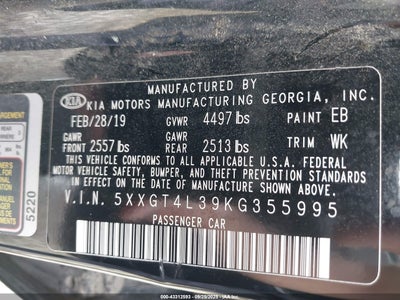 MANUFACTURED BY
KIA KIA MOTORS MANUFACTURING GEORGIA, INC.
FEB/28/19 GVWR 4497 lbs PAINT EB
GAWR GAWR
FRONT 2557 lbs REAR 2513 lbs TRIM WK
THIS VEHICLE CONFORMS TO ALL APPLICABLE U.S.A. FEDERAL
MOTOR VEHICLE SAFETY, BUMPER, AND THEFT PREVENTION STANDARDS
IN EFFECT ON THE DATE OF MANUFACTURE SHOWN ABOVE.
V.I.N. 5XXGT4L39KG355995
PASSENGER CAR
5220